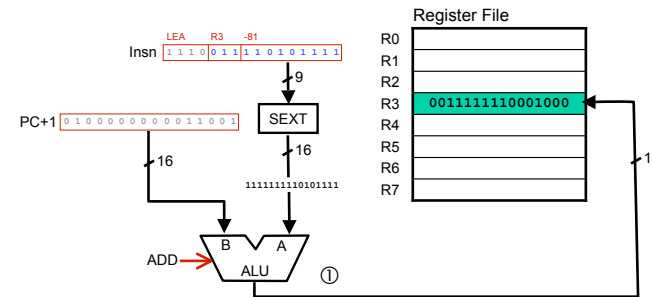 Register File
LEA R3 -81
Insn 1 1 1 0 0 1 1 1 1 0 1 0 1 1 1 1
R0
R1
R2
R3 0011111110001000
R4
R5
R6
R7
9
SEXT
PC+1 0 1 0 0 0 0 0 0 0 0 0 1 1 0 0 1
16
16
1
1111111110101111
B A
ADD
ALU
①